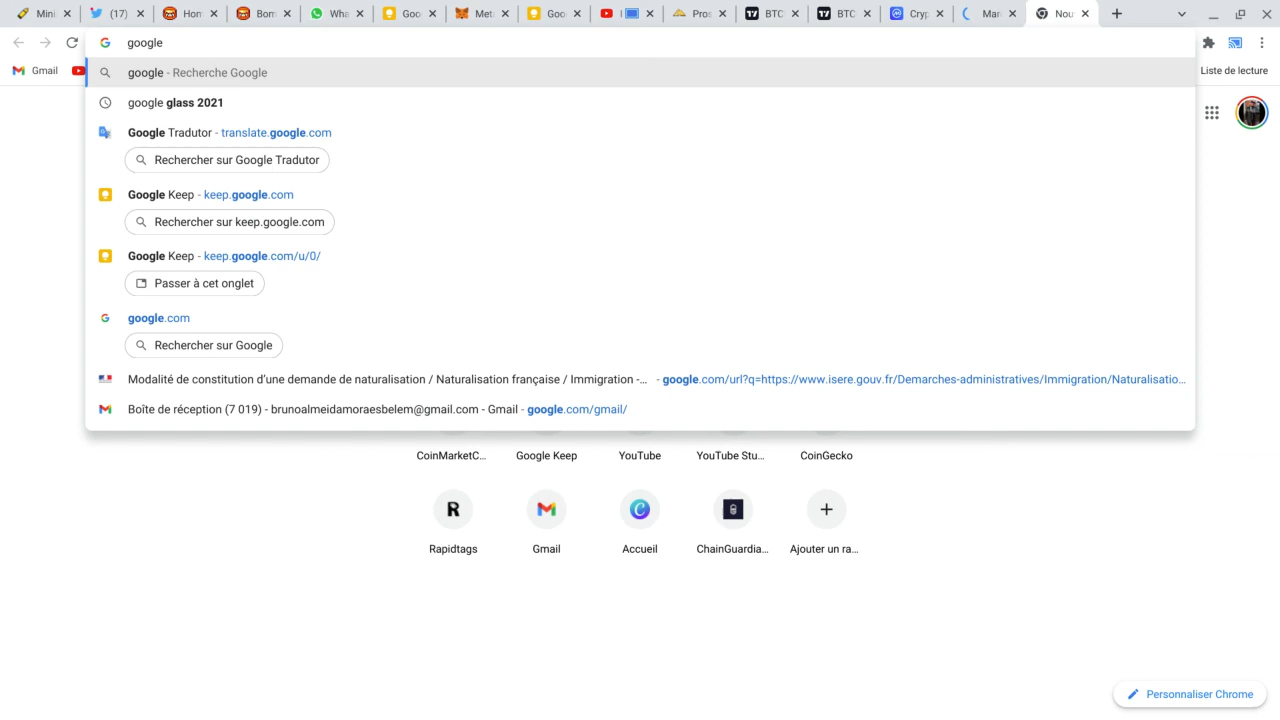 Mini
(17)
Hon
Bom
Wha
Goo
Meta
Goo
Pros
BTC
BTC
Cryp
Mar
Nou
google
Gmail
Liste de lecture
google - Recherche Google
google glass 2021
Google Tradutor - translate.google.com
Rechercher sur Google Tradutor
Google Keep - keep.google.com
Rechercher sur keep.google.com
Google Keep - keep.google.com/u/0/
Passer à cet onglet
google.com
Rechercher sur Google
Modalité de constitution d'une demande de naturalisation / Naturalisation française / Immigration -... - google.com/url?q=https://www.isere.gouv.fr/Demarches-administratives/Immigration/Naturalisatio...
Boîte de réception (7 019) - brunoalmeidamoraesbelem@gmail.com - Gmail - google.com/gmail/
CoinMarketC...
Google Keep
YouTube
YouTube Stu...
CoinGecko
Rapidtags
Gmail
Accueil
ChainGuardia...
Ajouter un ra...
Personnaliser Chrome